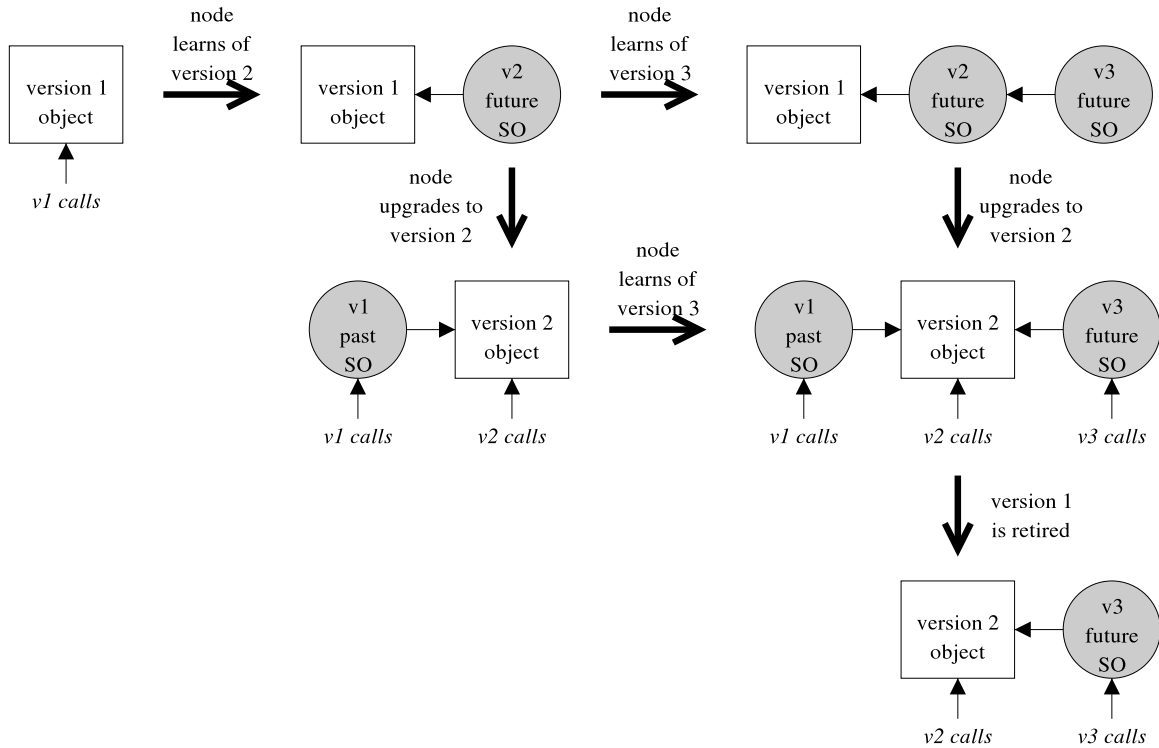 node
learns of
version 2
node
learns of
version 3
version 1
object
version 1
object
v2
future
SO
version 1
object
v2
future
SO
v3
future
SO
v1 calls
node
upgrades to
version 2
node
upgrades to
version 2
node
learns of
version 3
v1
past
SO
version 2
object
v1
past
SO
version 2
object
v3
future
SO
v1 calls
v2 calls
v1 calls
v2 calls
v3 calls
version 1
is retired
version 2
object
v3
future
SO
v2 calls
v3 calls